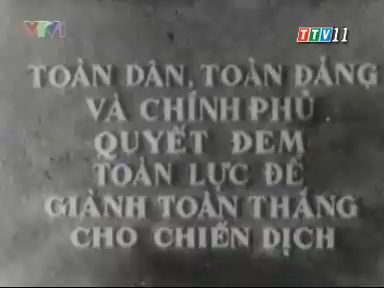 VTV1
TTV11
TOÀN DÂN, TOÀN ĐẢNG
VÀ CHÍNH PHỦ
QUYẾT ĐEM
TOÀN LỰC ĐỂ
GIÀNH TOÀN THẮNG
CHO CHIẾN DỊCH